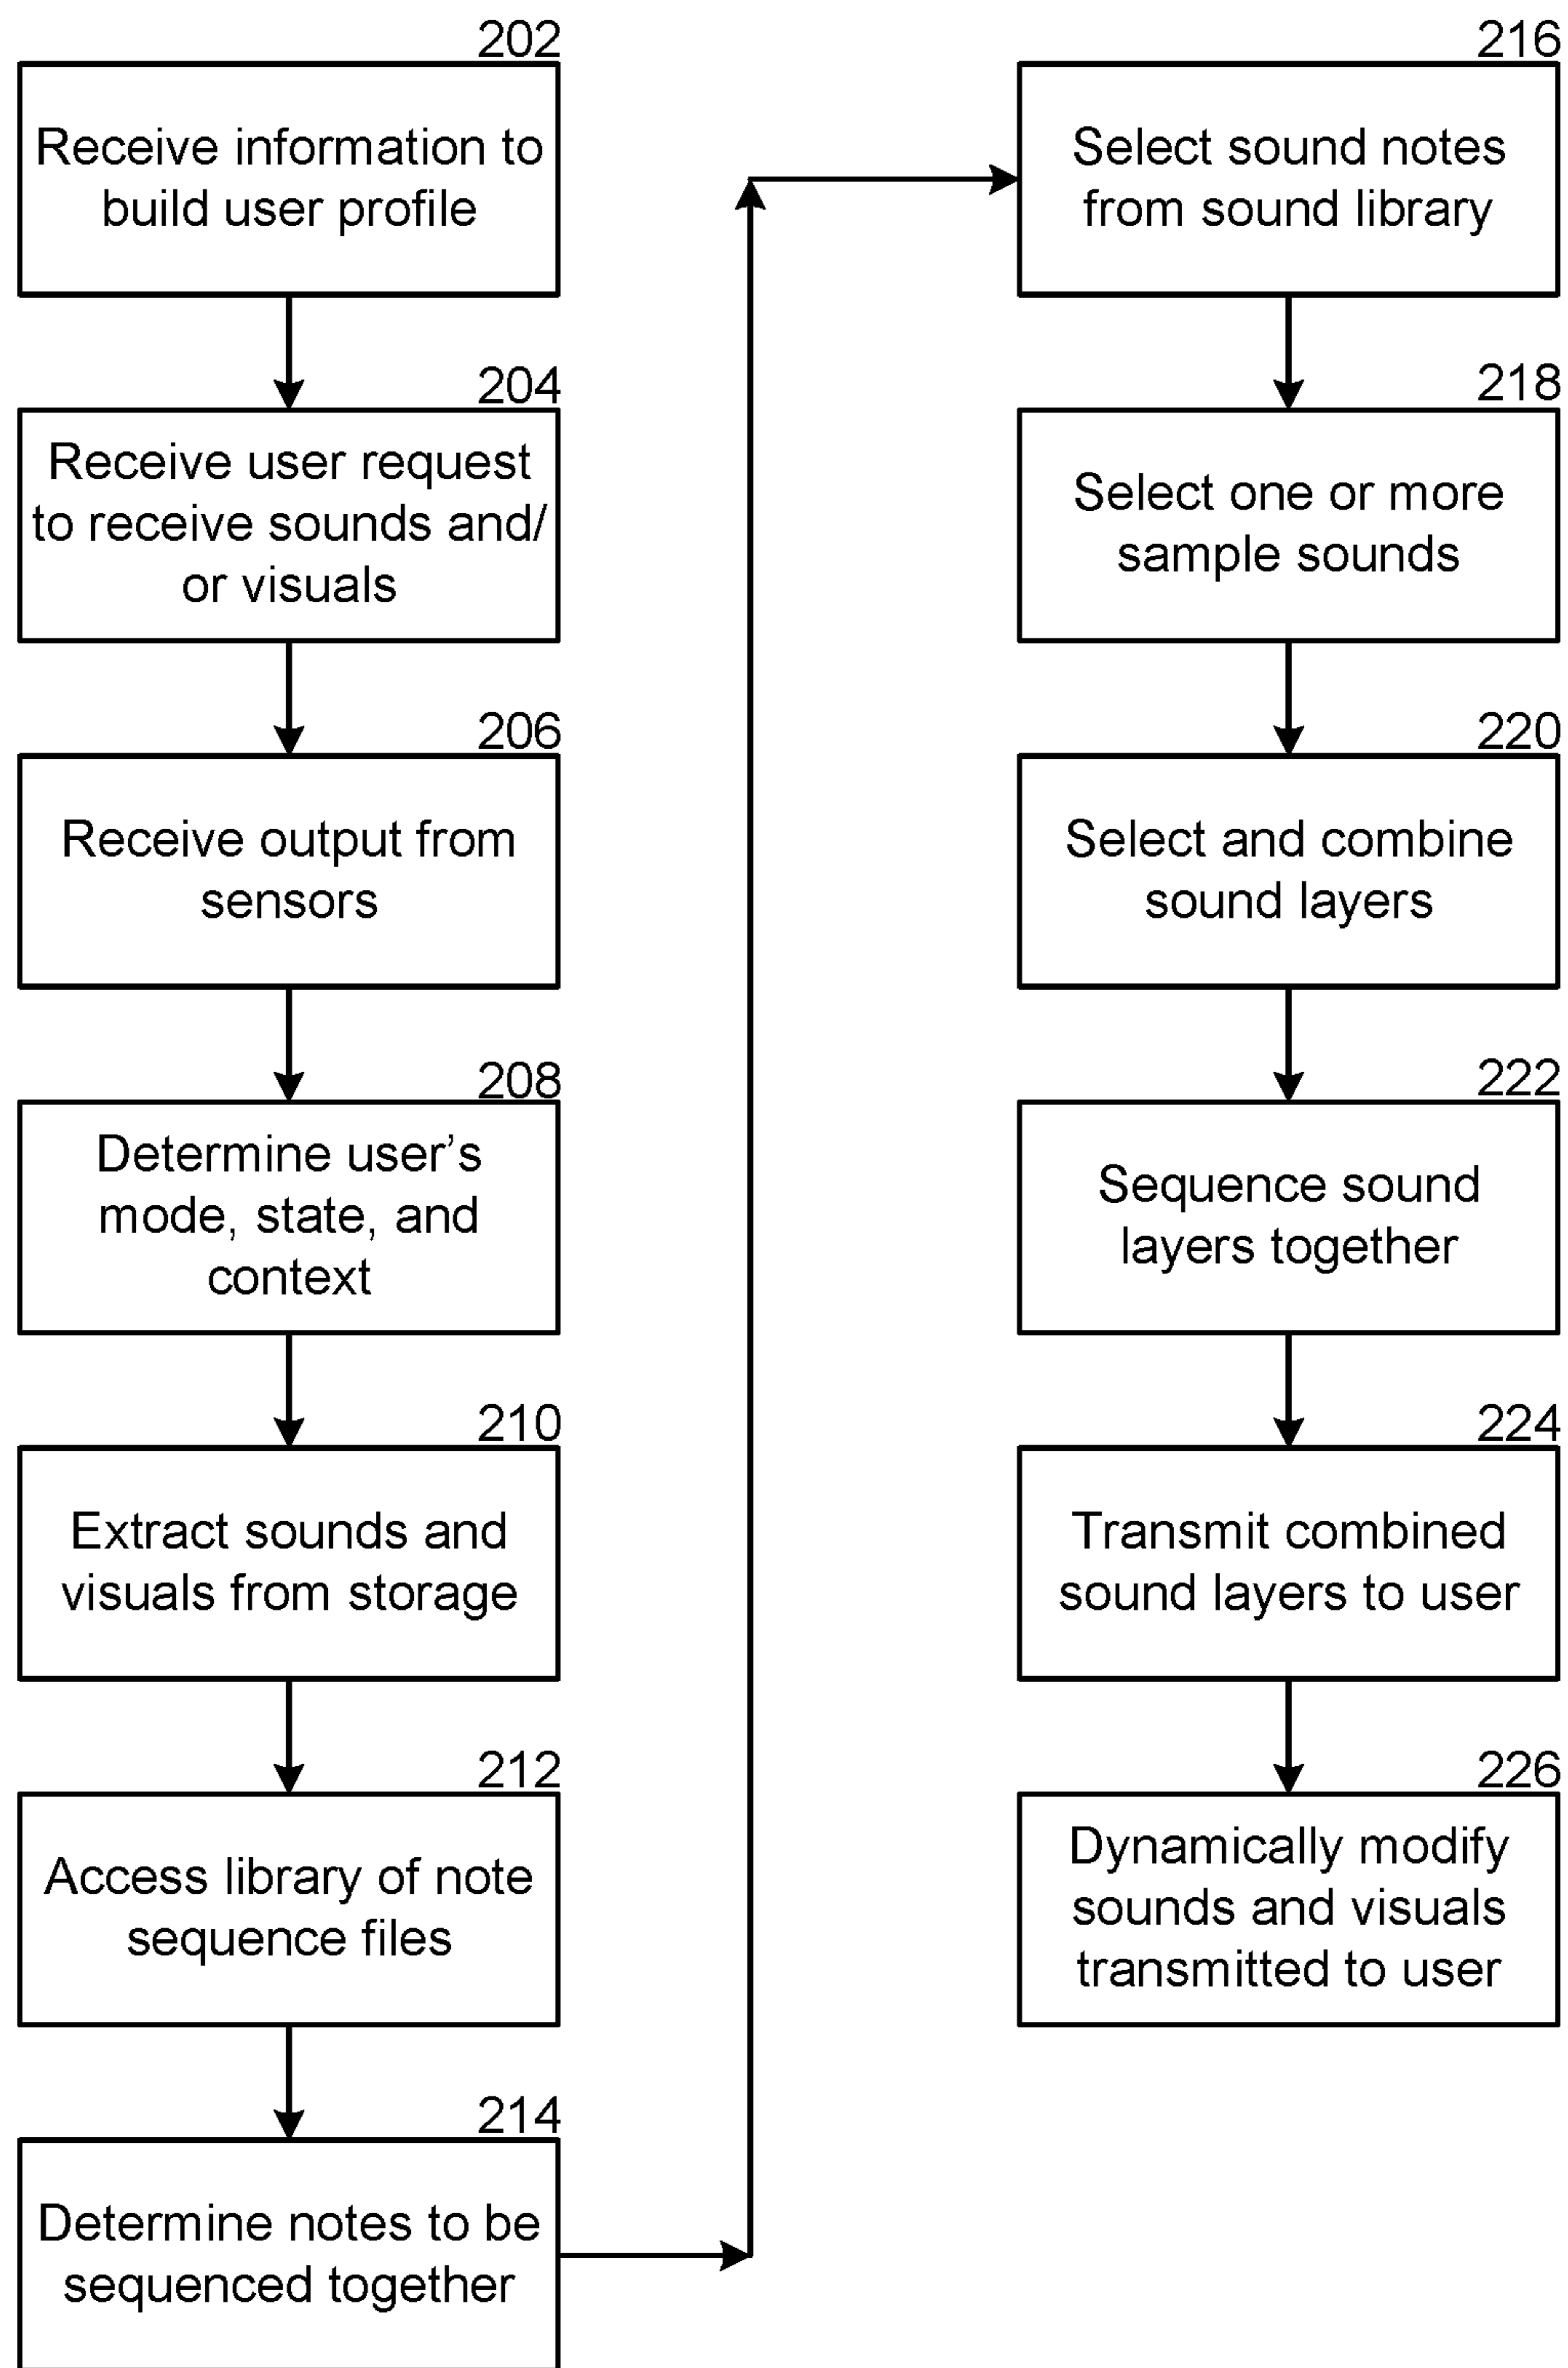 202
Receive information to
build user profile
204
Receive user request
to receive sounds and/
or visuals
206
Receive output from
sensors
208
Determine user’s
mode, state, and
context
210
Extract sounds and
visuals from storage
212
Access library of note
sequence files
214
Determine notes to be
sequenced together
216
Select sound notes
from sound library
218
Select one or more
sample sounds
220
Select and combine
sound layers
222
Sequence sound
layers together
224
Transmit combined
sound layers to user
226
Dynamically modify
sounds and visuals
transmitted to user